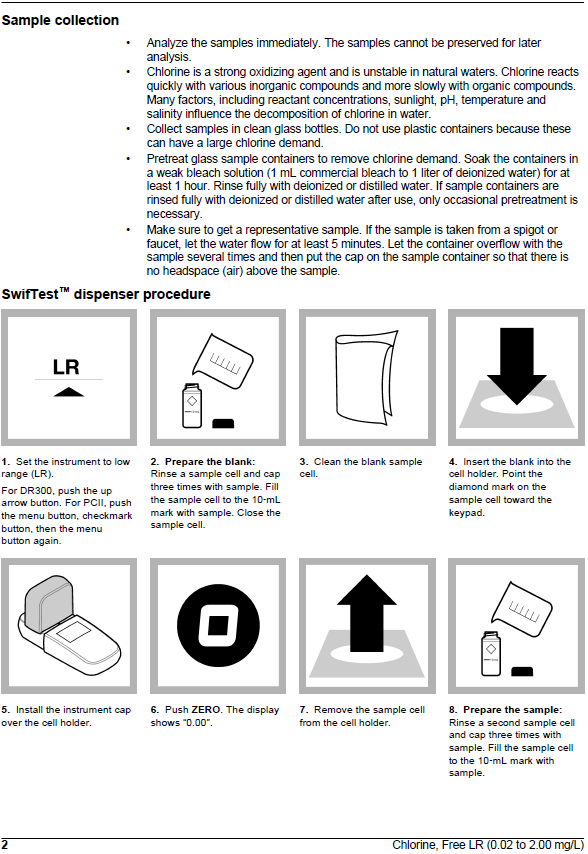 Sample collection
• Analyze the samples immediately. The samples cannot be preserved for later
analysis.
• Chlorine is a strong oxidizing agent and is unstable in natural waters. Chlorine reacts
quickly with various inorganic compounds and more slowly with organic compounds.
Many factors, including reactant concentrations, sunlight, pH, temperature and
salinity influence the decomposition of chlorine in water.
• Collect samples in clean glass bottles. Do not use plastic containers because these
can have a large chlorine demand.
• Pretreat glass sample containers to remove chlorine demand. Soak the containers in
a weak bleach solution (1 mL commercial bleach to 1 liter of deionized water) for at
least 1 hour. Rinse fully with deionized or distilled water. If sample containers are
rinsed fully with deionized or distilled water after use, only occasional pretreatment is
necessary.
• Make sure to get a representative sample. If the sample is taken from a spigot or
faucet, let the water flow for at least 5 minutes. Let the container overflow with the
sample several times and then put the cap on the sample container so that there is
no headspace (air) above the sample.
SwifTest™ dispenser procedure
LR
1. Set the instrument to low
range (LR).
For DR300, push the up
arrow button. For PCII, push
the menu button, checkmark
button, then the menu
button again.
2. Prepare the blank:
Rinse a sample cell and cap
three times with sample. Fill
the sample cell to the 10-mL
mark with sample. Close the
sample cell.
3. Clean the blank sample
cell.
4. Insert the blank into the
cell holder. Point the
diamond mark on the
sample cell toward the
keypad.
5. Install the instrument cap
over the cell holder.
6. Push ZERO. The display
shows “0.00”.
7. Remove the sample cell
from the cell holder.
8. Prepare the sample:
Rinse a second sample cell
and cap three times with
sample. Fill the sample cell
to the 10-mL mark with
sample.
2
Chlorine, Free LR (0.02 to 2.00 mg/L)